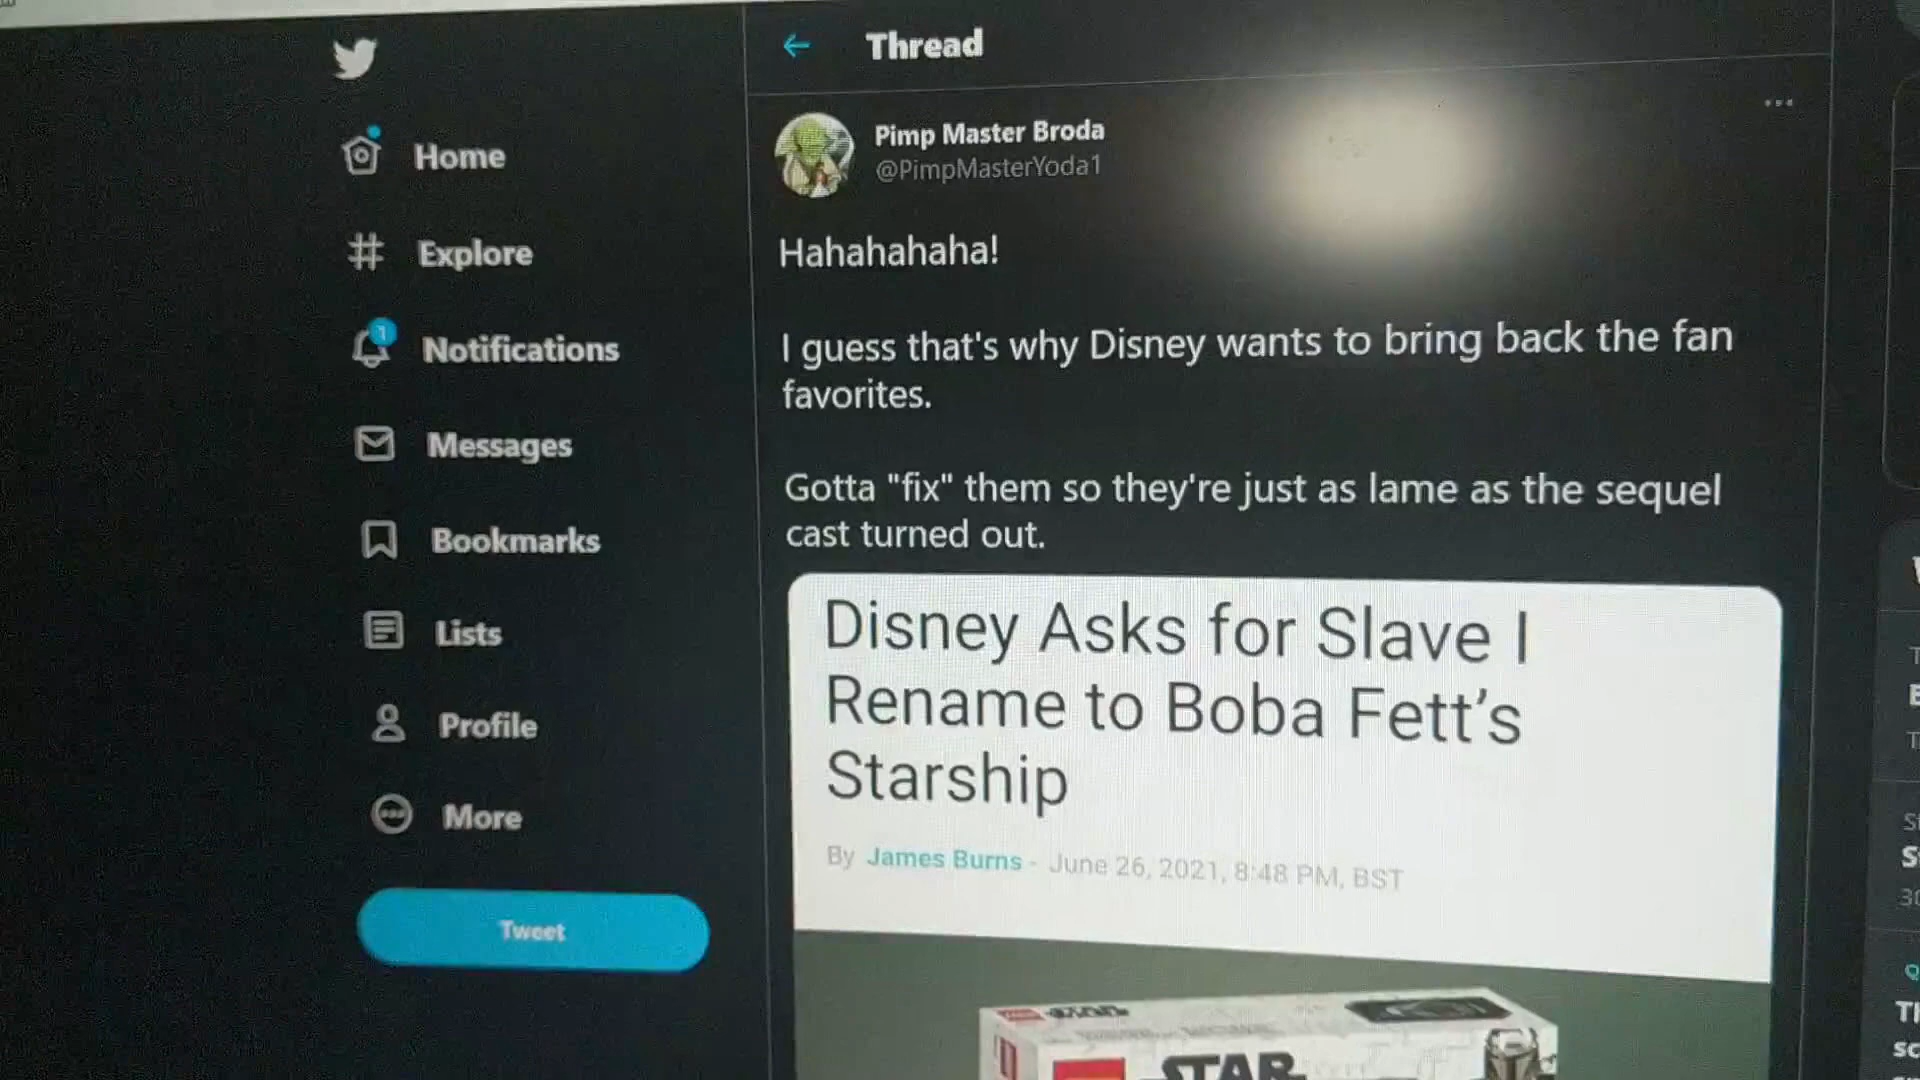 Thread
Home
Explore
1
Notifications
Messages
Bookmarks
Lists
Profile
More
Tweet
Pimp Master Broda
@PimpMasterYoda1
Hahahahaha!
I guess that's why Disney wants to bring back the fan
favorites.
Gotta "fix" them so they're just as lame as the sequel
cast turned out.
Disney Asks for Slave I
Rename to Boba Fett’s
Starship
By James Burns - June 26, 2021, 8:48 PM, BST
STAR